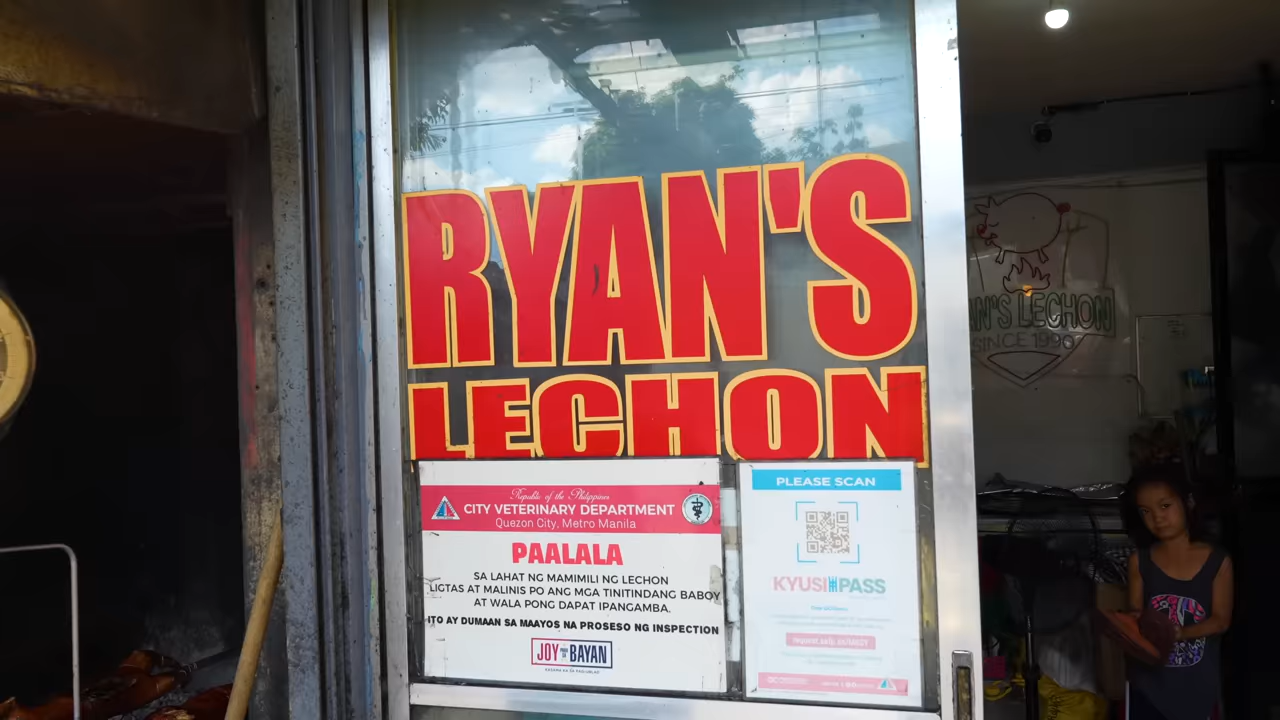 RYAN'S
LECHON
Republic of the Philippines
CITY VETERINARY DEPARTMENT
Quezon City, Metro Manila
PAALALA
SA LAHAT NG MAMIMILI NG LECHON
LIGTAS AT MALINIS PO ANG MGA TINITINDANG BABOY
AT WALA PONG DAPAT IPANGAMBA.
ITO AY DUMAAN SA MAAYOS NA PROSESO NG INSPECTION
JOY BAYAN
PLEASE SCAN
KYUSI PASS
N'S LECHON
SINCE 1990